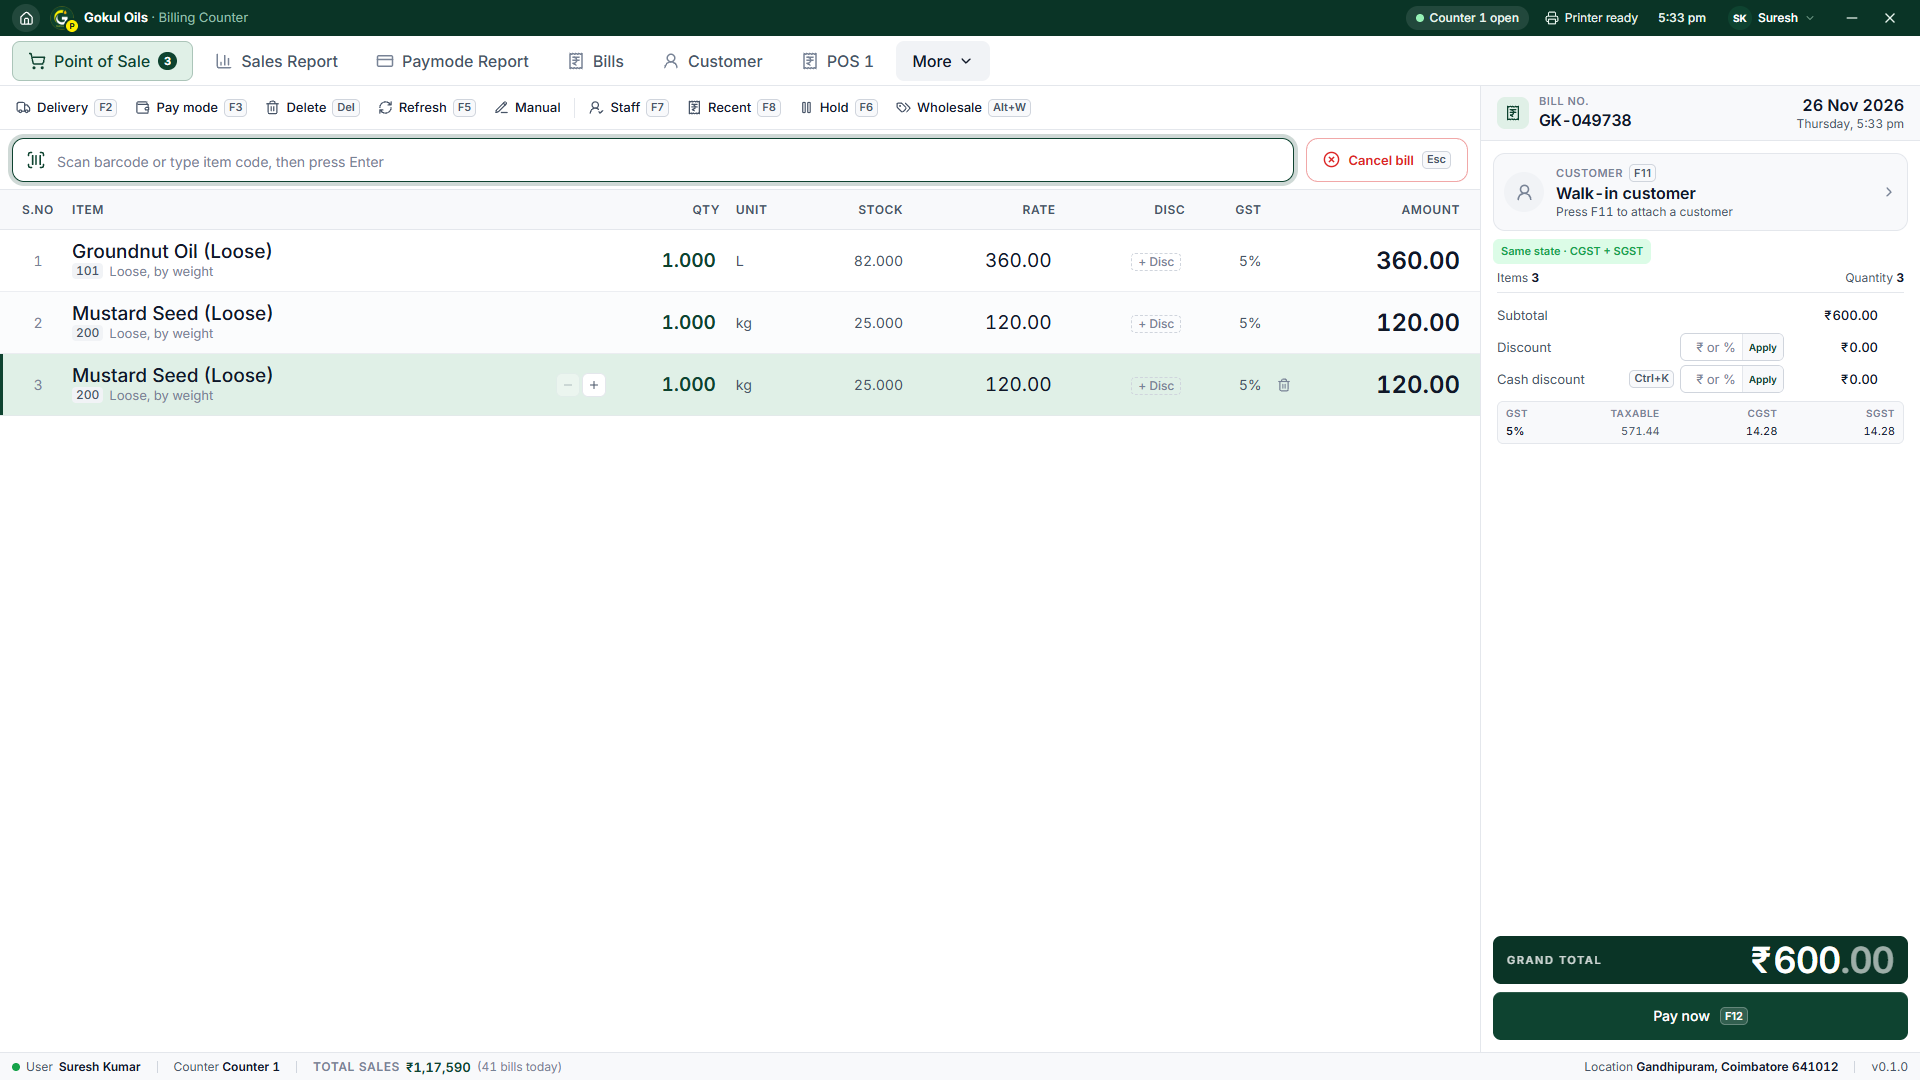 Gokul Oils · Billing Counter
Counter 1 open
Printer ready
5:33 pm
SK Suresh
Point of Sale 3
Sales Report
Paymode Report
Bills
Customer
POS 1
More
Delivery F2
Pay mode F3
Delete Del
Refresh F5
Manual
Staff F7
Recent F8
Hold F6
Wholesale Alt+W
Scan barcode or type item code, then press Enter
Cancel bill Esc
S.NO ITEM QTY UNIT STOCK RATE DISC GST AMOUNT
1 Groundnut Oil (Loose) 1.000 L 82.000 360.00 + Disc 5% 360.00
101 Loose, by weight
2 Mustard Seed (Loose) 1.000 kg 25.000 120.00 + Disc 5% 120.00
200 Loose, by weight
3 Mustard Seed (Loose) − + 1.000 kg 25.000 120.00 + Disc 5% 120.00
200 Loose, by weight
BILL NO.
GK-049738
26 Nov 2026
Thursday, 5:33 pm
CUSTOMER F11
Walk-in customer
Press F11 to attach a customer
Same state · CGST + SGST
Items 3 Quantity 3
Subtotal ₹600.00
Discount ₹ or % Apply ₹0.00
Cash discount Ctrl+K ₹ or % Apply ₹0.00
GST TAXABLE CGST SGST
5% 571.44 14.28 14.28
GRAND TOTAL ₹600.00
Pay now F12
User Suresh Kumar
Counter Counter 1
TOTAL SALES ₹1,17,590 (41 bills today)
Location Gandhipuram, Coimbatore 641012
v0.1.0